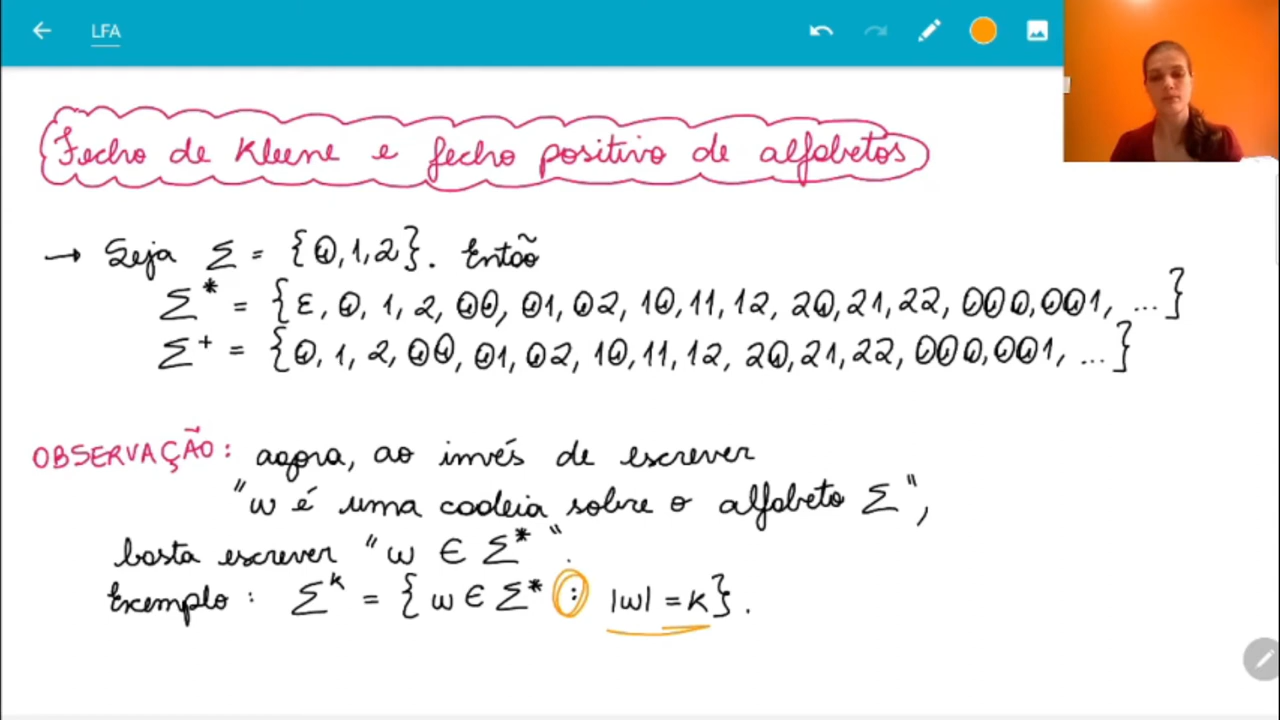 LFA
Fecho de Kleene e fecho positivo de alfabetos
→ Seja Σ = {0,1,2}. Então
Σ* = {ε, 0, 1, 2, 00, 01, 02, 10, 11, 12, 20, 21, 22, 000, 001, ...}
Σ⁺ = {0, 1, 2, 00, 01, 02, 10, 11, 12, 20, 21, 22, 000, 001, ...}
OBSERVAÇÃO: agora, ao invés de escrever
"w é uma cadeia sobre o alfabeto Σ",
basta escrever "w ∈ Σ*".
Exemplo: Σᵏ = {w ∈ Σ* : |w| = k}.